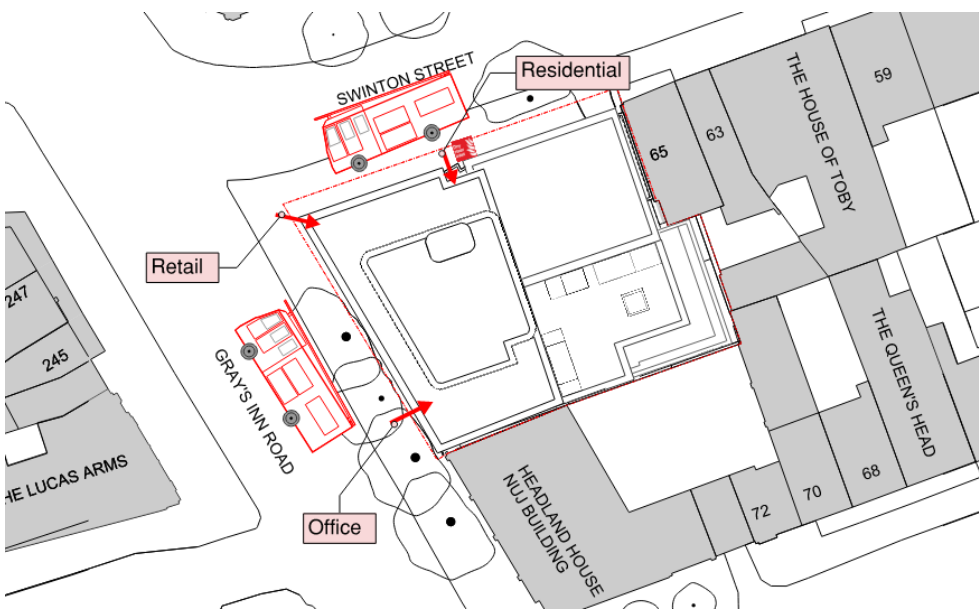 SWINTON STREET
Residential
THE HOUSE OF TOBY
59
63
65
Retail
247
245
GRAY'S INN ROAD
HE LUCAS ARMS
Office
HEADLAND HOUSE
NUJ BUILDING
THE QUEEN'S HEAD
68
70
72